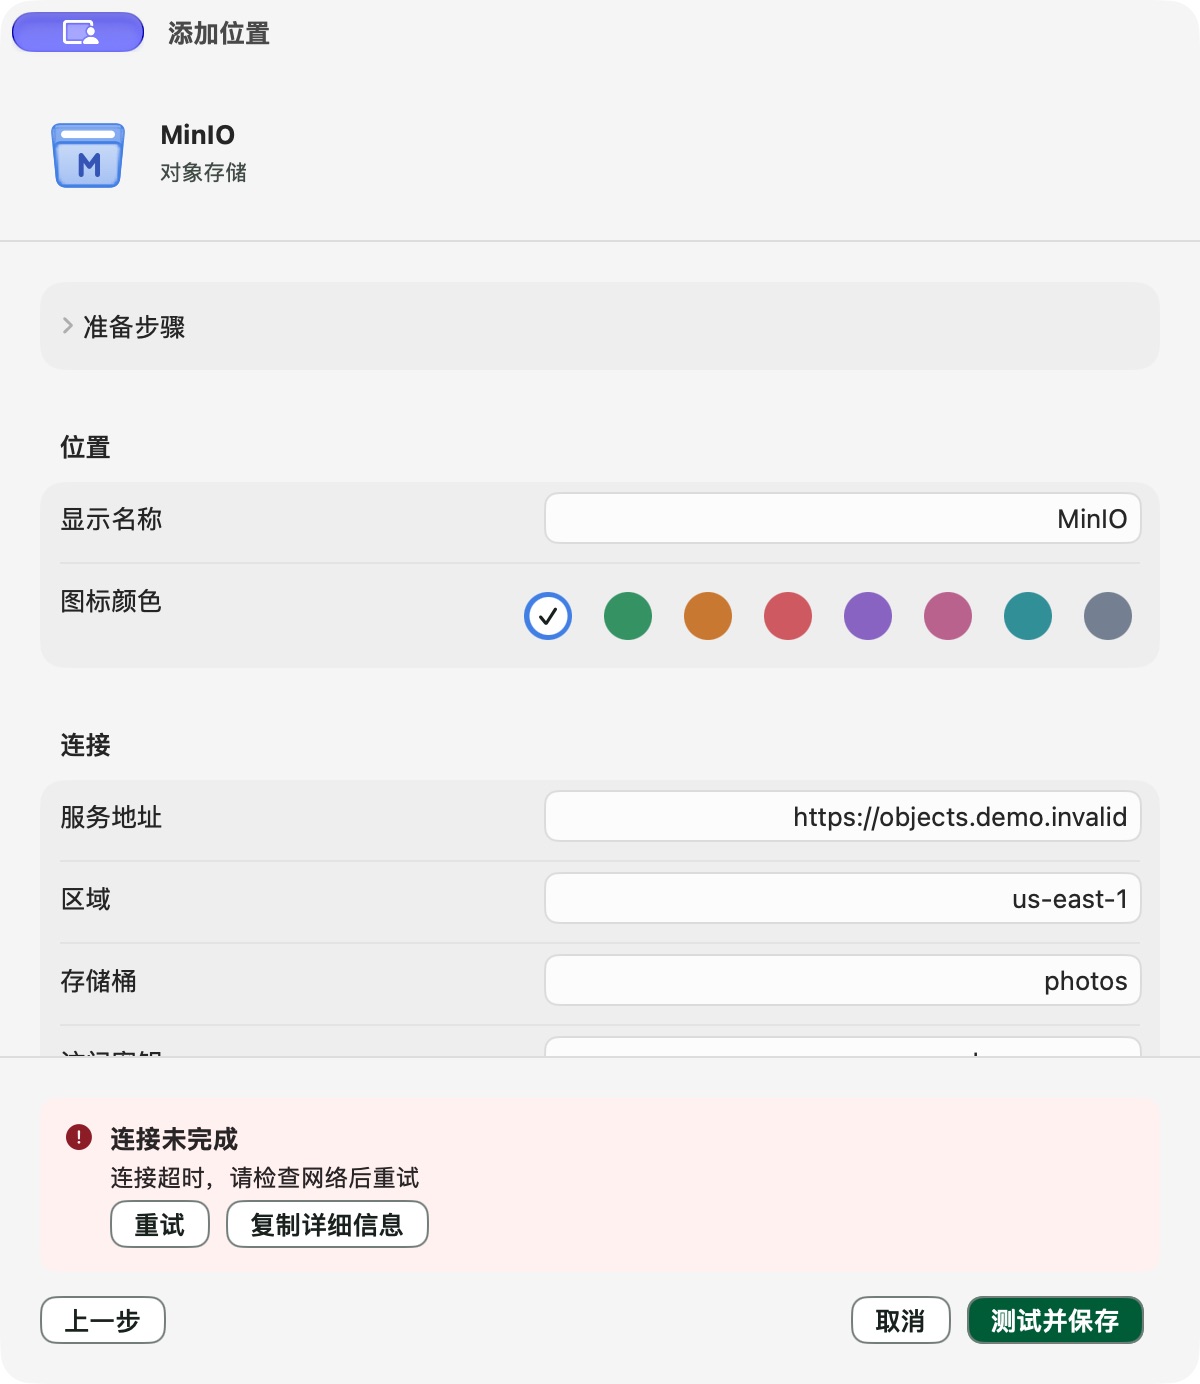 添加位置
MinIO
对象存储
准备步骤
位置
显示名称
MinIO
图标颜色
连接
服务地址
https://objects.demo.invalid
区域
us-east-1
存储桶
photos
连接未完成
连接超时，请检查网络后重试
重试
复制详细信息
上一步
取消
测试并保存